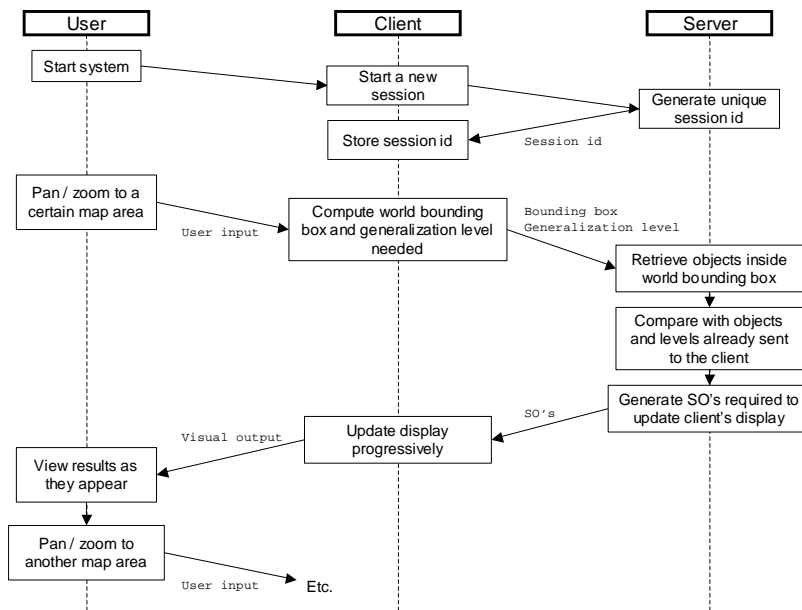 User
Client
Server
Start system
Start a new
session
Generate unique
session id
Store session id
Session id
Pan / zoom to a
certain map area
User input
Compute world bounding
box and generalization level
needed
Bounding box
Generalization level
Retrieve objects inside
world bounding box
Compare with objects
and levels already sent
to the client
Generate SO's required to
update client's display
SO's
Update display
progressively
Visual output
View results as
they appear
Pan / zoom to
another map area
User input
Etc.